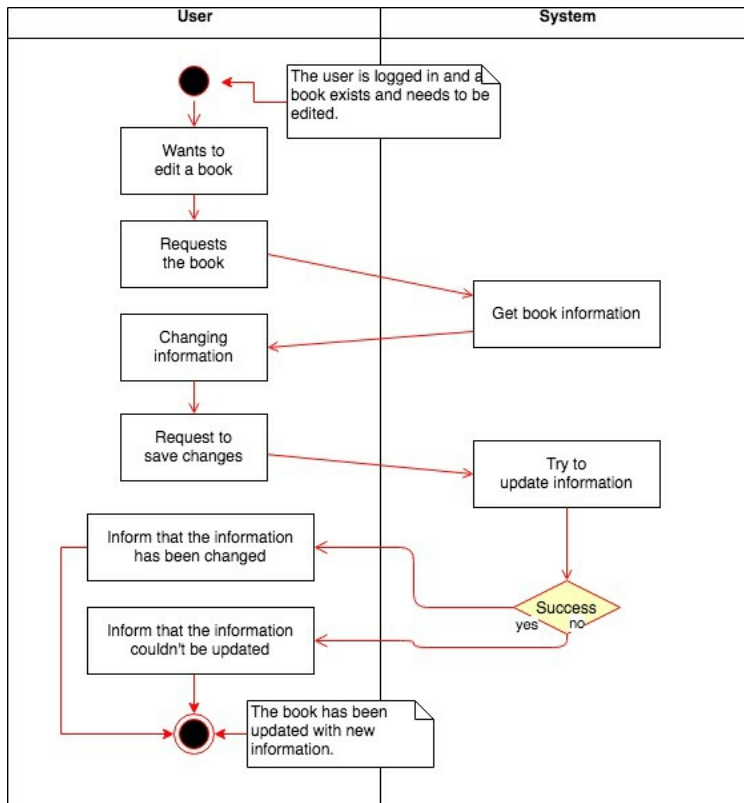 User
System
The user is logged in and a
book exists and needs to be
edited.
Wants to
edit a book
Requests
the book
Get book information
Changing
information
Request to
save changes
Try to
update information
Inform that the information
has been changed
Success
yes
no
Inform that the information
couldn't be updated
The book has been
updated with new
information.